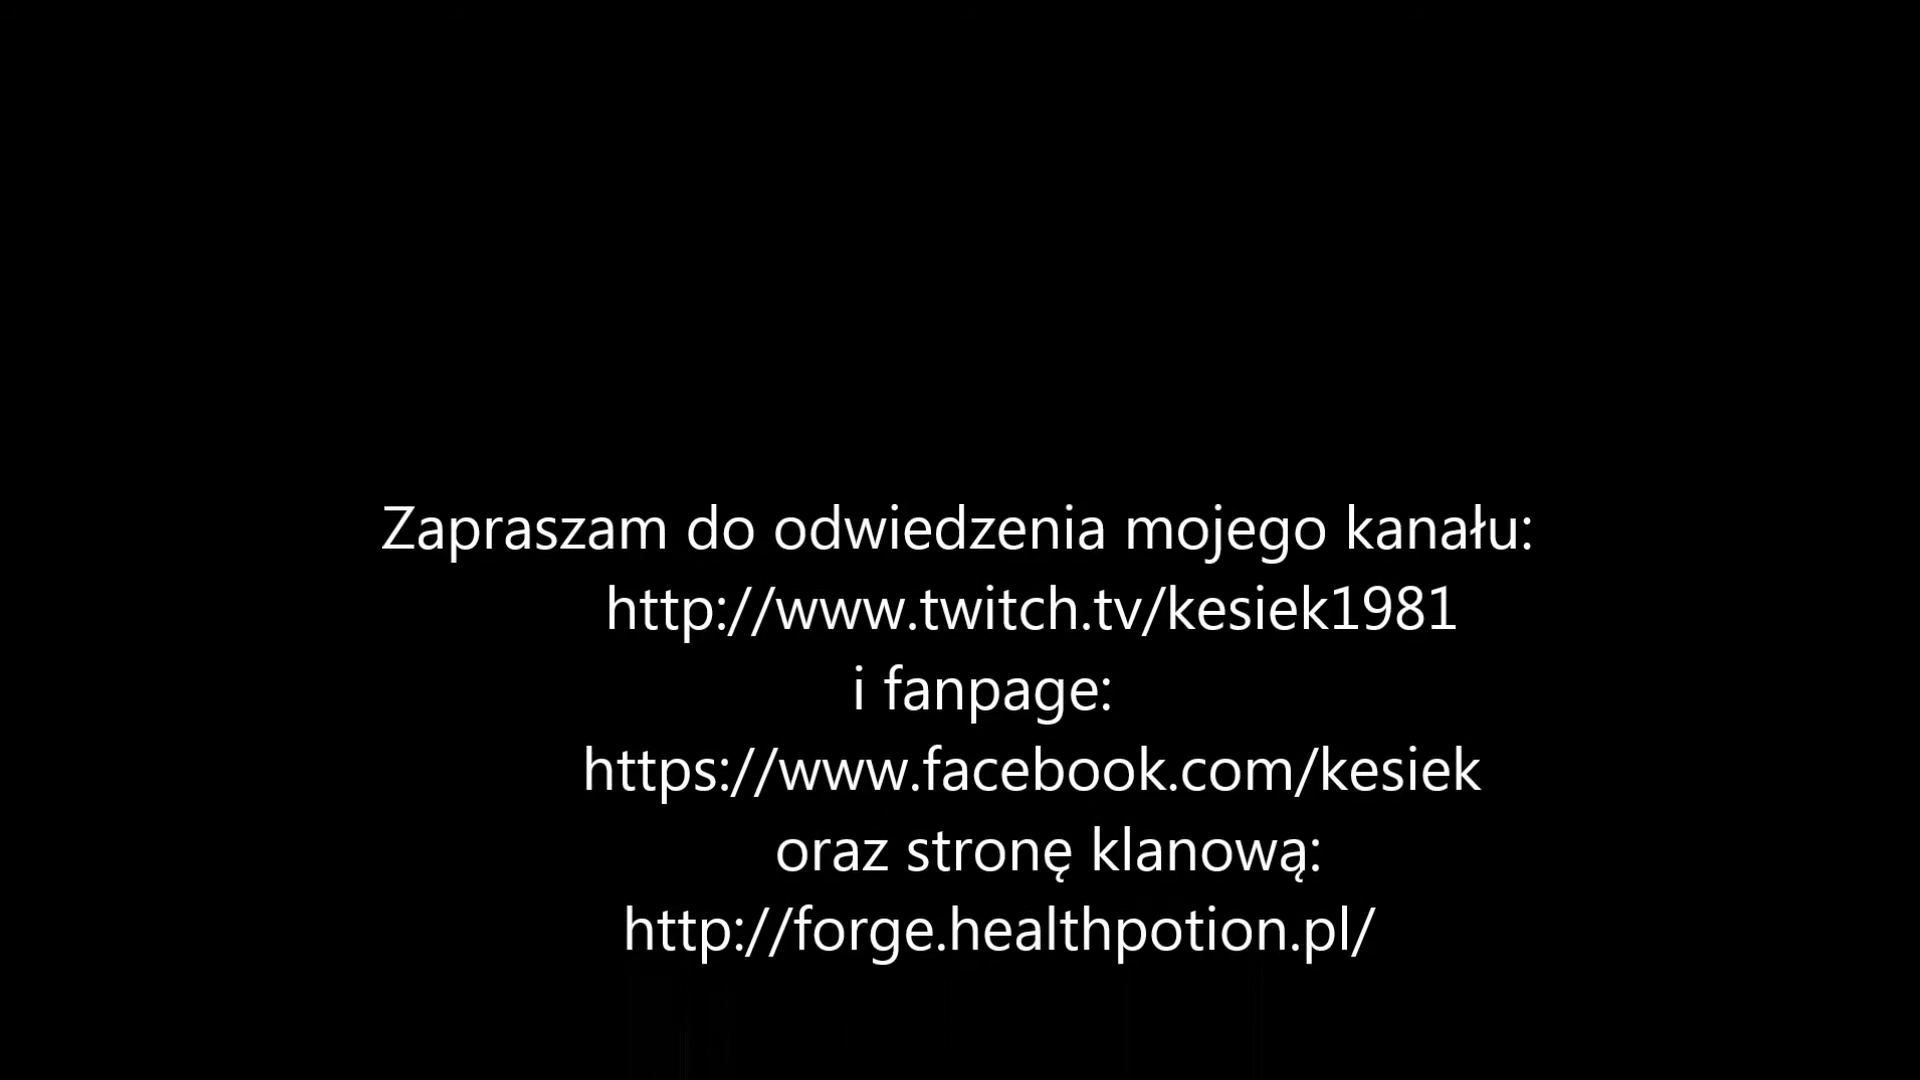 Zapraszam do odwiedzenia mojego kanału:
http://www.twitch.tv/kesiek1981
i fanpage:
https://www.facebook.com/kesiek
oraz stronę klanową:
http://forge.healthpotion.pl/